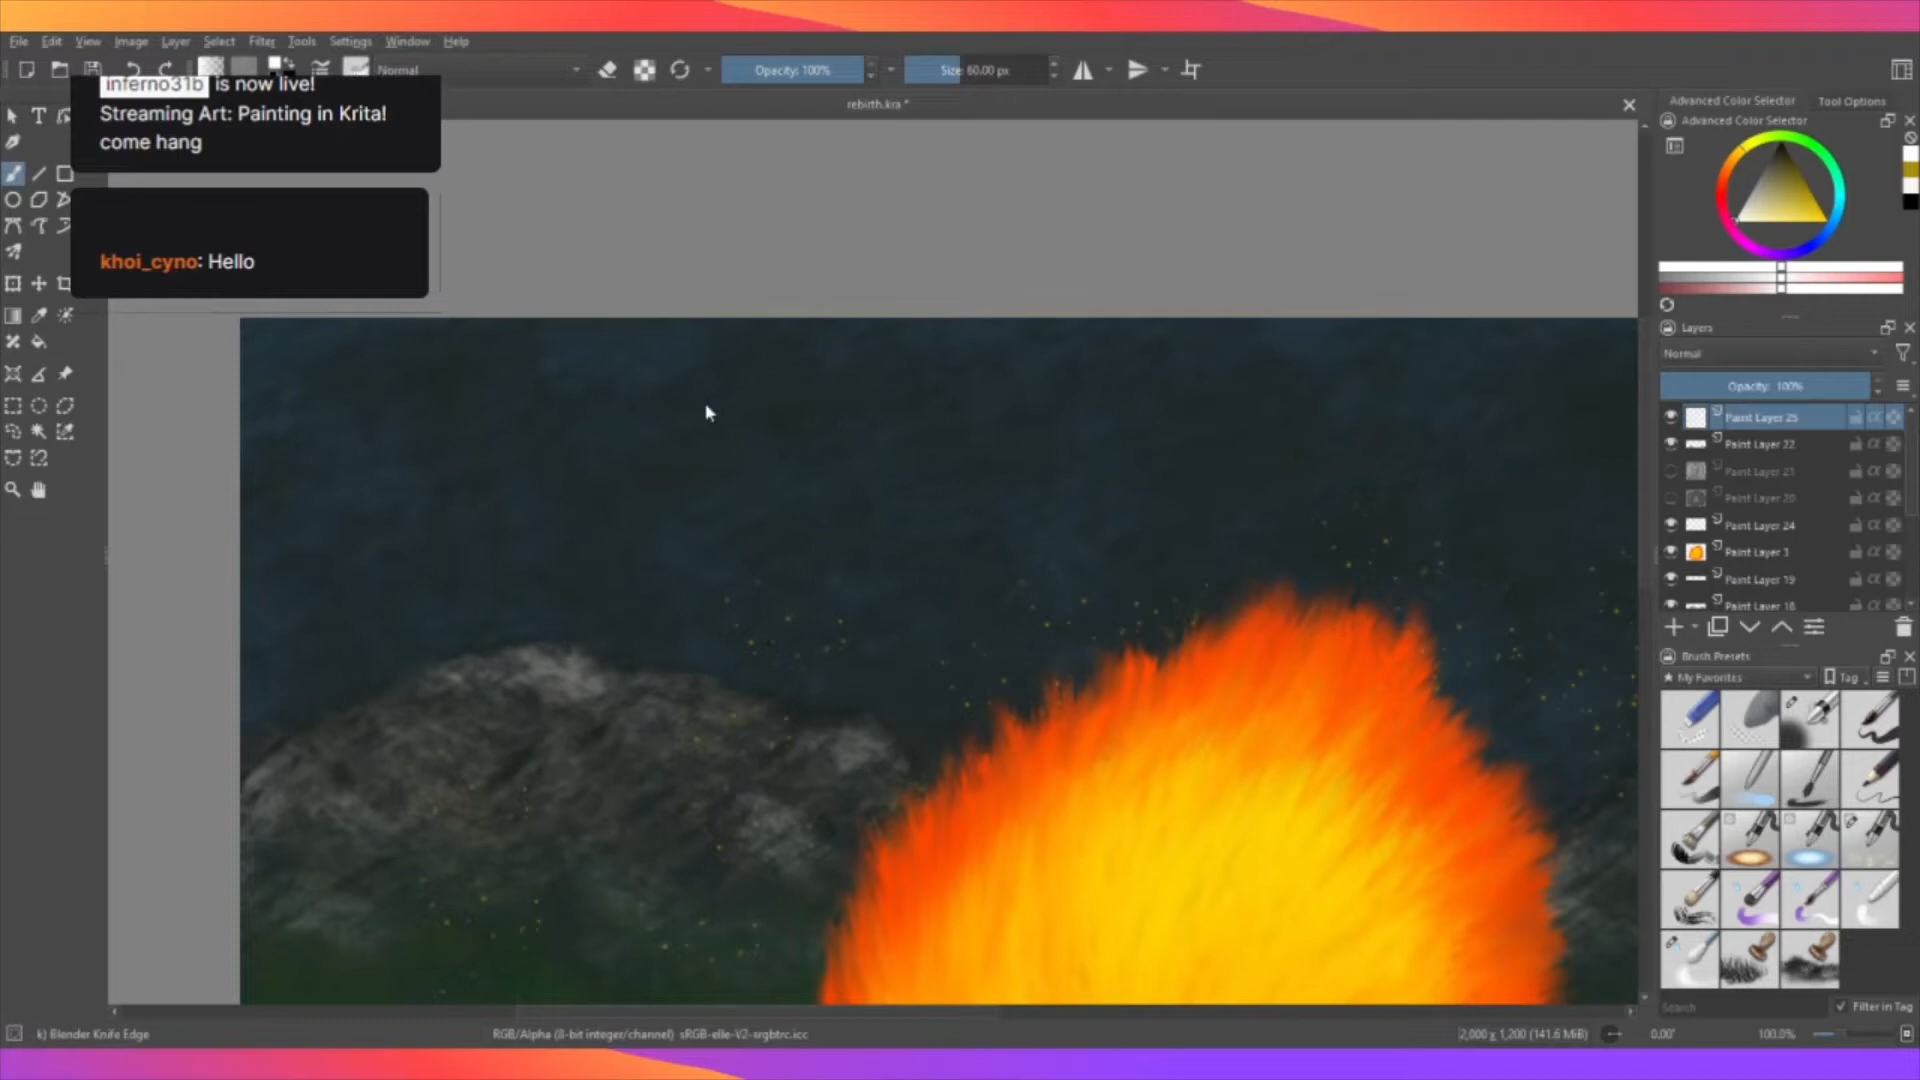 File Edit View Image Layer Select Filter Tools Settings Window Help
Normal
Opacity: 100%
Size: 60.00 px
inferno31b is now live!
Streaming Art: Painting in Krita!
come hang
khoi_cyno: Hello
rebirth.kra *
Advanced Color Selector
Tool Options
Advanced Color Selector
Layers
Normal
Opacity: 100%
Paint Layer 25
Paint Layer 22
Paint Layer 21
Paint Layer 20
Paint Layer 24
Paint Layer 3
Paint Layer 19
Paint Layer 18
Brush Presets
My Favorites
Tag
Search
Filter in Tag
k) Blender Knife Edge
RGB/Alpha (8-bit integer/channel) sRGB-elle-V2-srgbtrc.icc
2,000 x 1,200 (141.6 MiB)
0.00°
100.0%